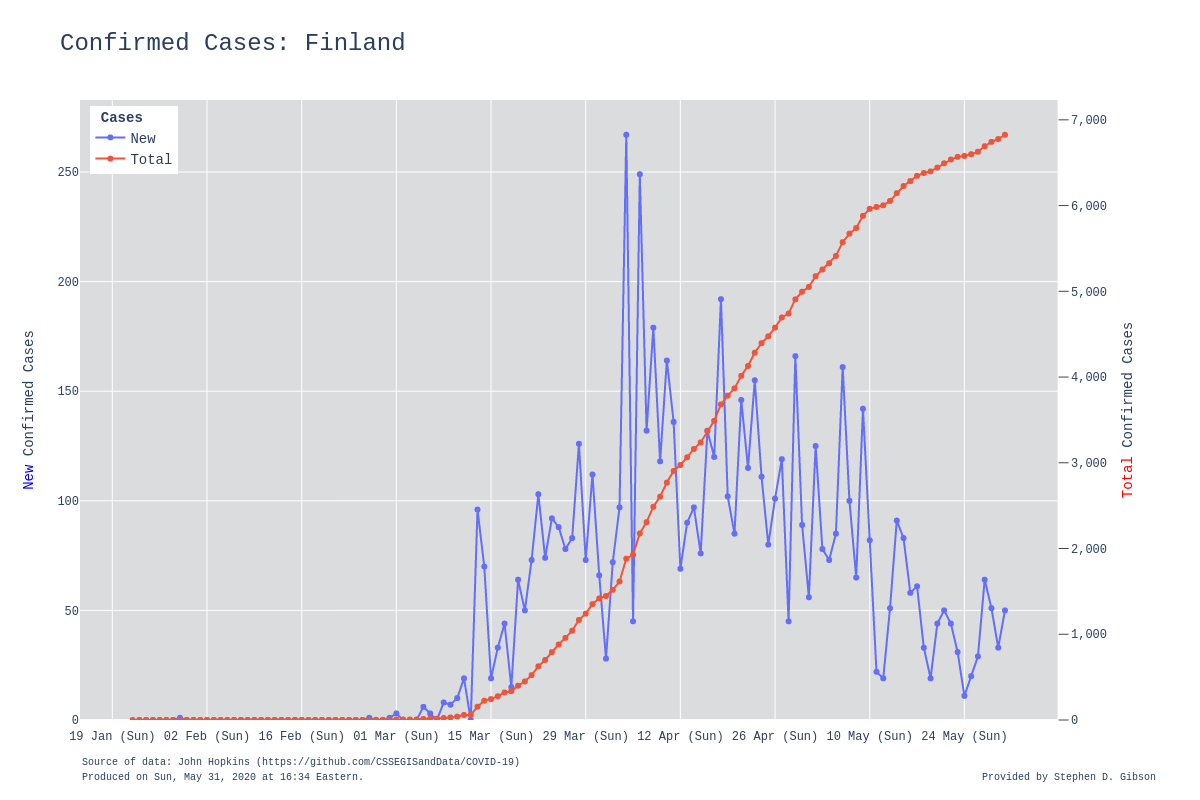 Confirmed Cases: Finland
Cases
New
Total
250
200
150
100
50
0
New Confirmed Cases
7,000
6,000
5,000
4,000
3,000
2,000
1,000
0
Total Confirmed Cases
19 Jan (Sun) 02 Feb (Sun) 16 Feb (Sun) 01 Mar (Sun) 15 Mar (Sun) 29 Mar (Sun) 12 Apr (Sun) 26 Apr (Sun) 10 May (Sun) 24 May (Sun)
Source of data: John Hopkins (https://github.com/CSSEGISandData/COVID-19)
Produced on Sun, May 31, 2020 at 16:34 Eastern.
Provided by Stephen D. Gibson